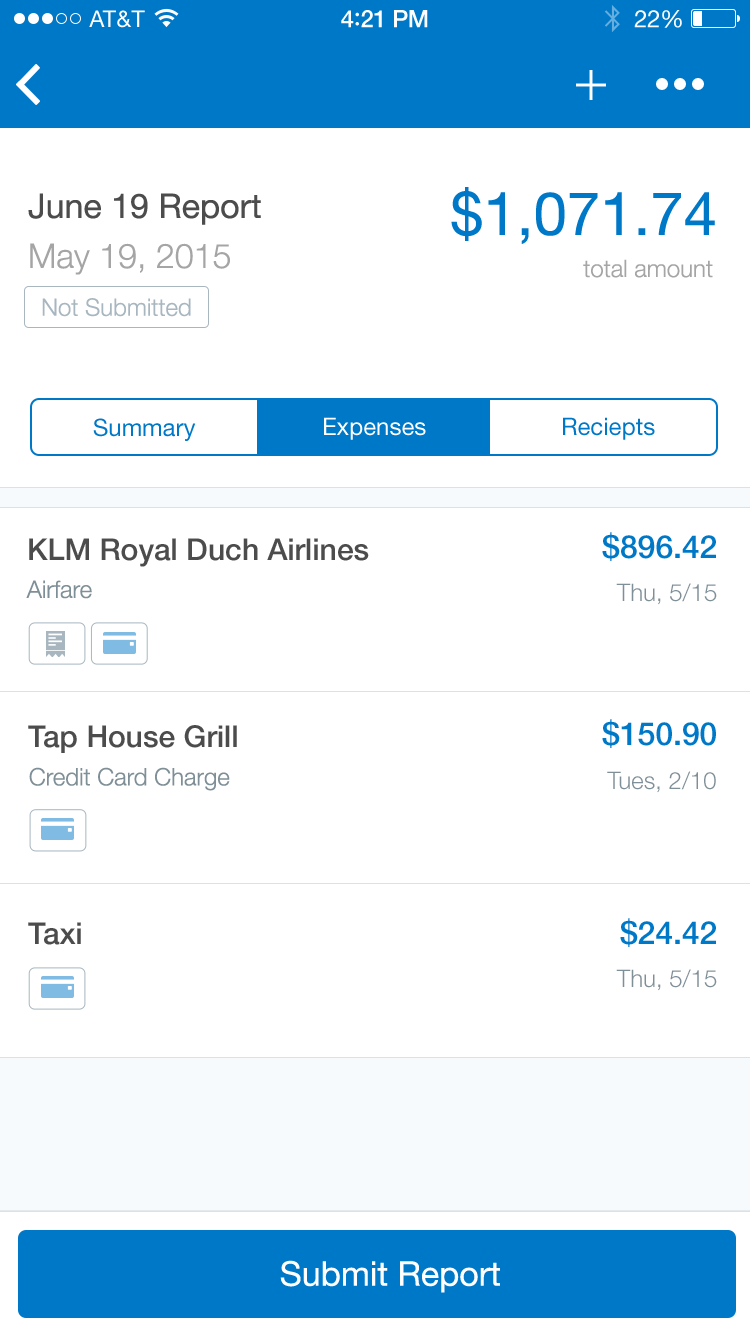 AT&T 4:21 PM 22%
June 19 Report
$1,071.74
May 19, 2015
total amount
Not Submitted
Summary Expenses Reciepts
KLM Royal Duch Airlines $896.42
Airfare Thu, 5/15
Tap House Grill $150.90
Credit Card Charge Tues, 2/10
Taxi $24.42
Thu, 5/15
Submit Report